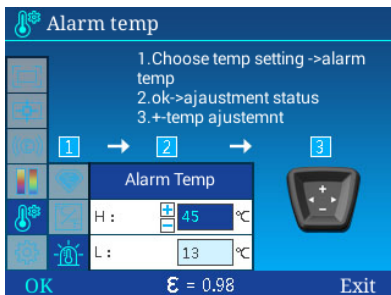 Alarm temp
1.Choose temp setting ->alarm
temp
2.ok->ajaustment status
3.+-temp ajustemnt
1 → 2 → 3
Alarm Temp
H : + - 45 ℃
L : 13 ℃
OK ε = 0.98 Exit